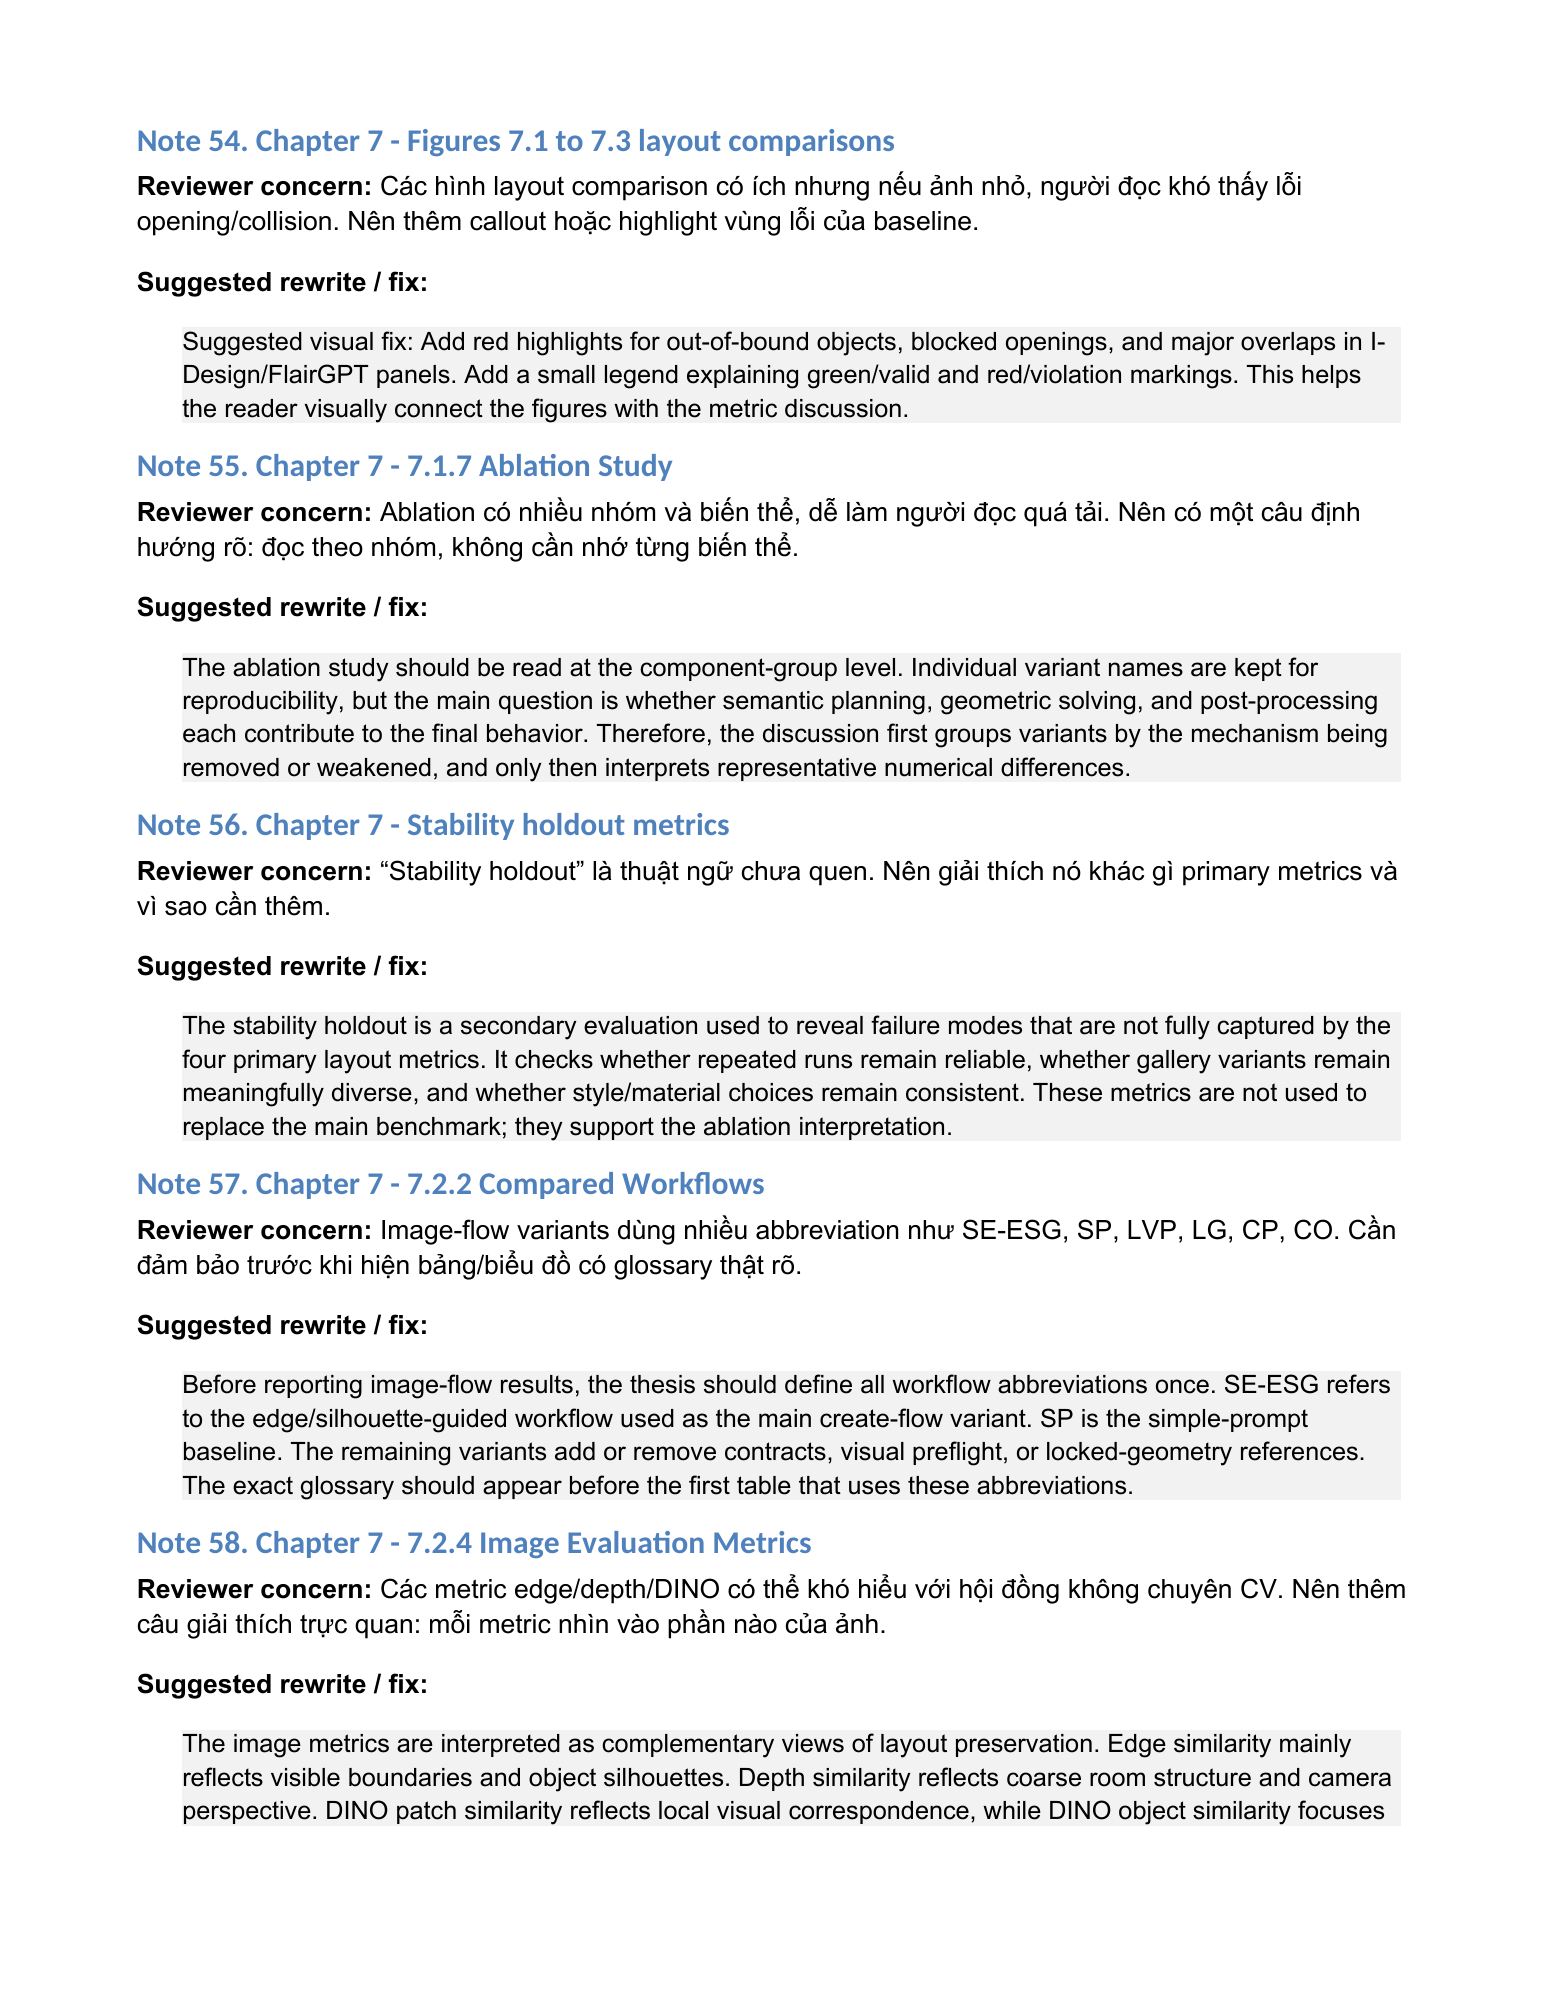 Note 54. Chapter 7 - Figures 7.1 to 7.3 layout comparisons
Reviewer concern: Các hình layout comparison có ích nhưng nếu ảnh nhỏ, người đọc khó thấy lỗi
opening/collision. Nên thêm callout hoặc highlight vùng lỗi của baseline.
Suggested rewrite / fix:
Suggested visual fix: Add red highlights for out-of-bound objects, blocked openings, and major overlaps in I-
Design/FlairGPT panels. Add a small legend explaining green/valid and red/violation markings. This helps
the reader visually connect the figures with the metric discussion.
Note 55. Chapter 7 - 7.1.7 Ablation Study
Reviewer concern: Ablation có nhiều nhóm và biến thể, dễ làm người đọc quá tải. Nên có một câu định
hướng rõ: đọc theo nhóm, không cần nhớ từng biến thể.
Suggested rewrite / fix:
The ablation study should be read at the component-group level. Individual variant names are kept for
reproducibility, but the main question is whether semantic planning, geometric solving, and post-processing
each contribute to the final behavior. Therefore, the discussion first groups variants by the mechanism being
removed or weakened, and only then interprets representative numerical differences.
Note 56. Chapter 7 - Stability holdout metrics
Reviewer concern: “Stability holdout” là thuật ngữ chưa quen. Nên giải thích nó khác gì primary metrics và
vì sao cần thêm.
Suggested rewrite / fix:
The stability holdout is a secondary evaluation used to reveal failure modes that are not fully captured by the
four primary layout metrics. It checks whether repeated runs remain reliable, whether gallery variants remain
meaningfully diverse, and whether style/material choices remain consistent. These metrics are not used to
replace the main benchmark; they support the ablation interpretation.
Note 57. Chapter 7 - 7.2.2 Compared Workflows
Reviewer concern: Image-flow variants dùng nhiều abbreviation như SE-ESG, SP, LVP, LG, CP, CO. Cần
đảm bảo trước khi hiện bảng/biểu đồ có glossary thật rõ.
Suggested rewrite / fix:
Before reporting image-flow results, the thesis should define all workflow abbreviations once. SE-ESG refers
to the edge/silhouette-guided workflow used as the main create-flow variant. SP is the simple-prompt
baseline. The remaining variants add or remove contracts, visual preflight, or locked-geometry references.
The exact glossary should appear before the first table that uses these abbreviations.
Note 58. Chapter 7 - 7.2.4 Image Evaluation Metrics
Reviewer concern: Các metric edge/depth/DINO có thể khó hiểu với hội đồng không chuyên CV. Nên thêm
câu giải thích trực quan: mỗi metric nhìn vào phần nào của ảnh.
Suggested rewrite / fix:
The image metrics are interpreted as complementary views of layout preservation. Edge similarity mainly
reflects visible boundaries and object silhouettes. Depth similarity reflects coarse room structure and camera
perspective. DINO patch similarity reflects local visual correspondence, while DINO object similarity focuses